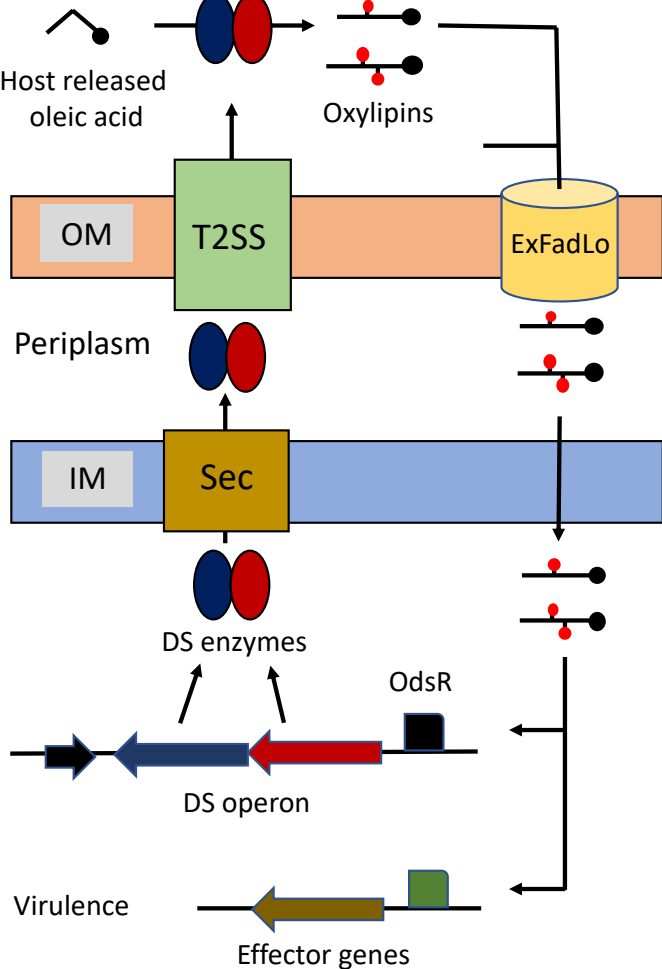 Host released
oleic acid
Oxylipins
OM
T2SS
ExFadLo
Periplasm
IM
Sec
DS enzymes
OdsR
DS operon
Virulence
Effector genes